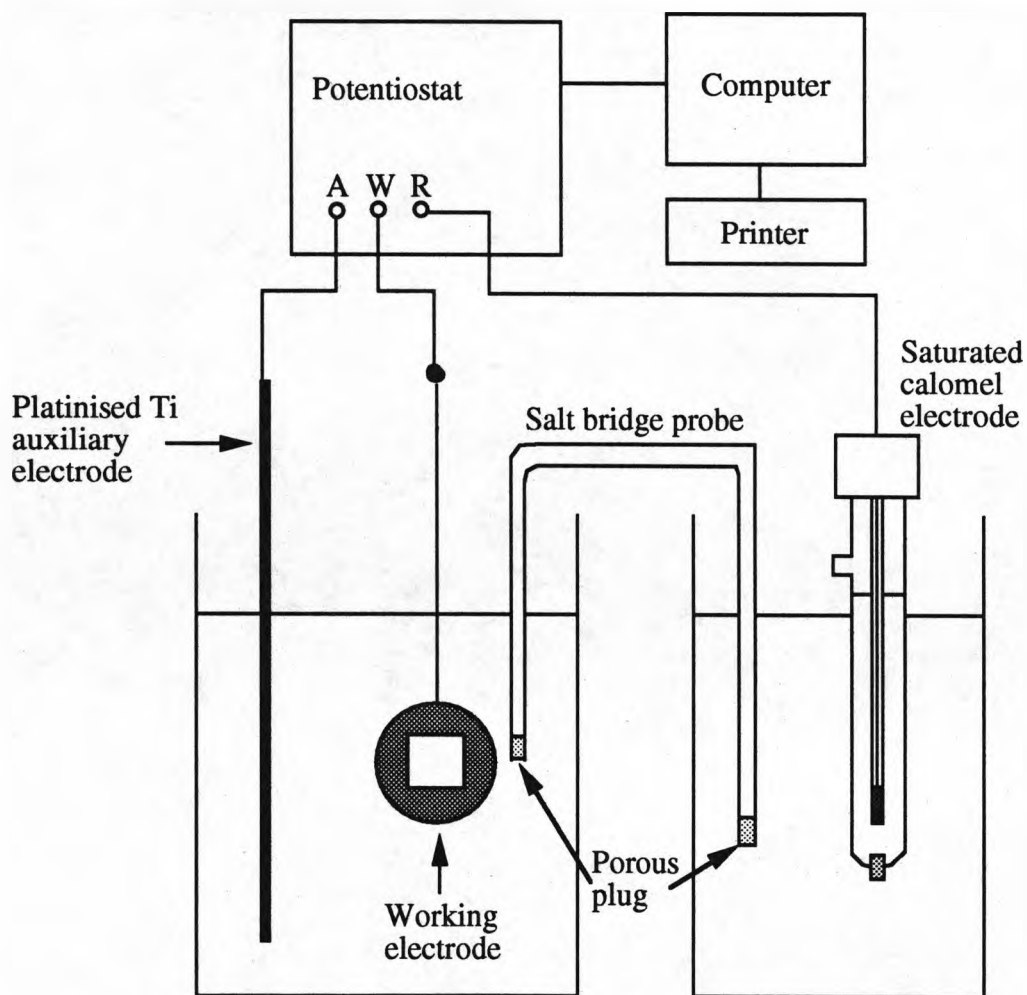 Potentiostat
A W R
Computer
Printer
Platinised Ti
auxiliary
electrode
Salt bridge probe
Saturated
calomel
electrode
Porous
plug
Working
electrode